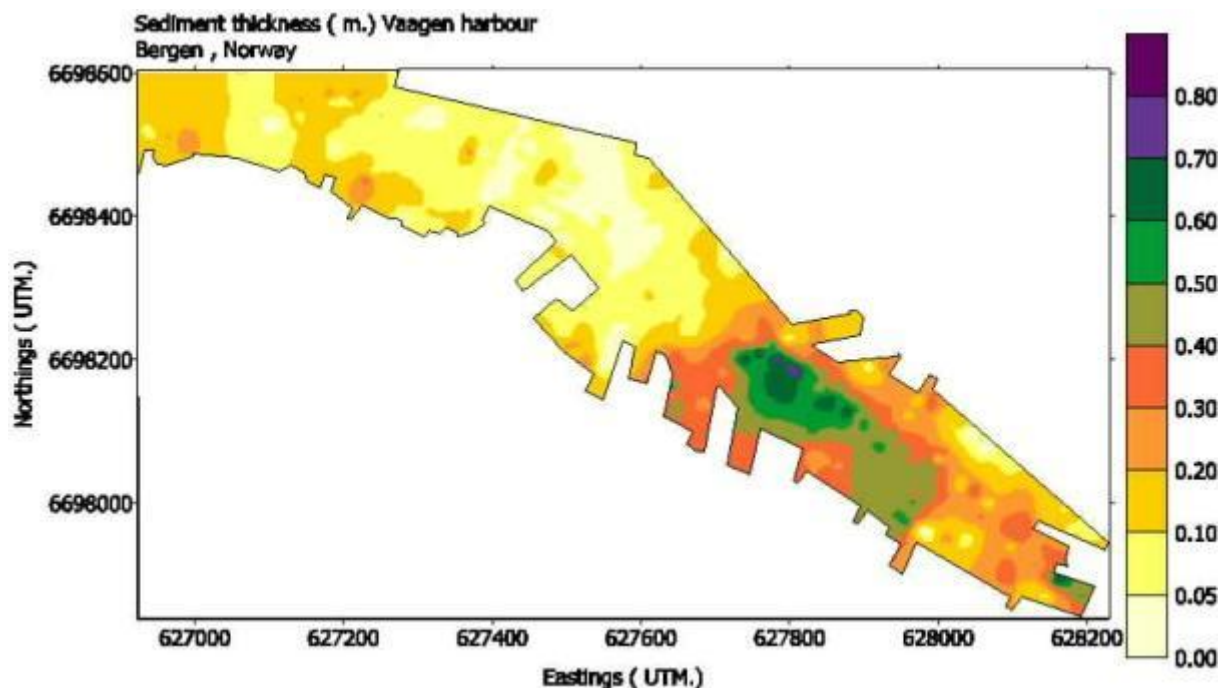 Sediment thickness ( m.) Vaagen harbour
Bergen , Norway
6698600
6698400
6698200
6698000
Northings ( UTM.)
627000 627200 627400 627600 627800 628000 628200
Eastings ( UTM.)
0.80
0.70
0.60
0.50
0.40
0.30
0.20
0.10
0.05
0.00